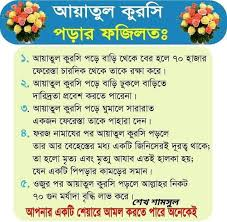 আয়াতুল কুরসি
পড়ার ফজিলতঃ
১. আয়াতুল কুরসি পড়ে বাড়ি থেকে বের হলে ৭০ হাজার
ফেরেস্তা চারদিক থেকে তাকে রক্ষা করে।
২. আয়াতুল কুরসি পড়ে বাড়ি ঢুকলে বাড়িতে
দারিদ্রতা প্রবেশ করতে পারেনা।
৩. আয়াতুল কুরসি পড়ে ঘুমালে সারারাত
একজন ফেরেস্তা তাকে পাহারা দেন।
৪. ফরজ নামাযের পর আয়াতুল কুরসি পড়লে
তার আর বেহেস্তের মধ্যে একটি জিনিসেরই দূরত্ব থাকে;
তা হলো মৃত্যু এবং মৃত্যু আযাব এতই হালকা হয়;
যেন একটি পিপড়ার কামড়ের সমান।
৫. ওজুর পর আয়াতুল কুরসি পড়লে আল্লাহর নিকট
৭০ গুন মর্যাদা বৃদ্ধি লাভ করে।
শেখ শামসুল
আপনার একটি শেয়ারে আমল করতে পারে অনেকেই